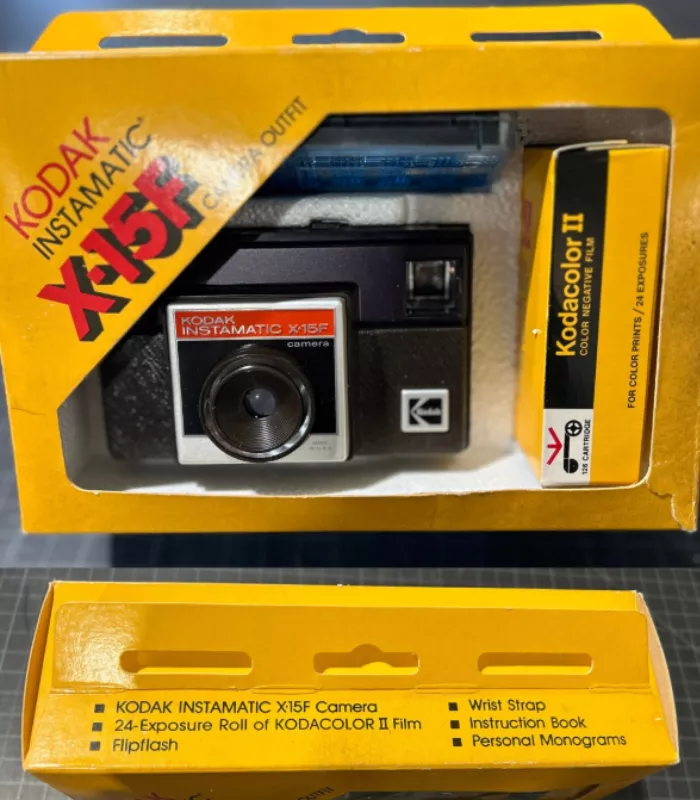 KODAK
INSTAMATIC®
X-15F
CAMERA OUTFIT
KODAK
INSTAMATIC X-15F
camera
Kodak
Kodacolor II
COLOR NEGATIVE FILM
FOR COLOR PRINTS / 24 EXPOSURES
126 CARTRIDGE
■ KODAK INSTAMATIC X-15F Camera
■ 24-Exposure Roll of KODACOLOR II Film
■ Flipflash
■ Wrist Strap
■ Instruction Book
■ Personal Monograms
KODAK
OUTFIT